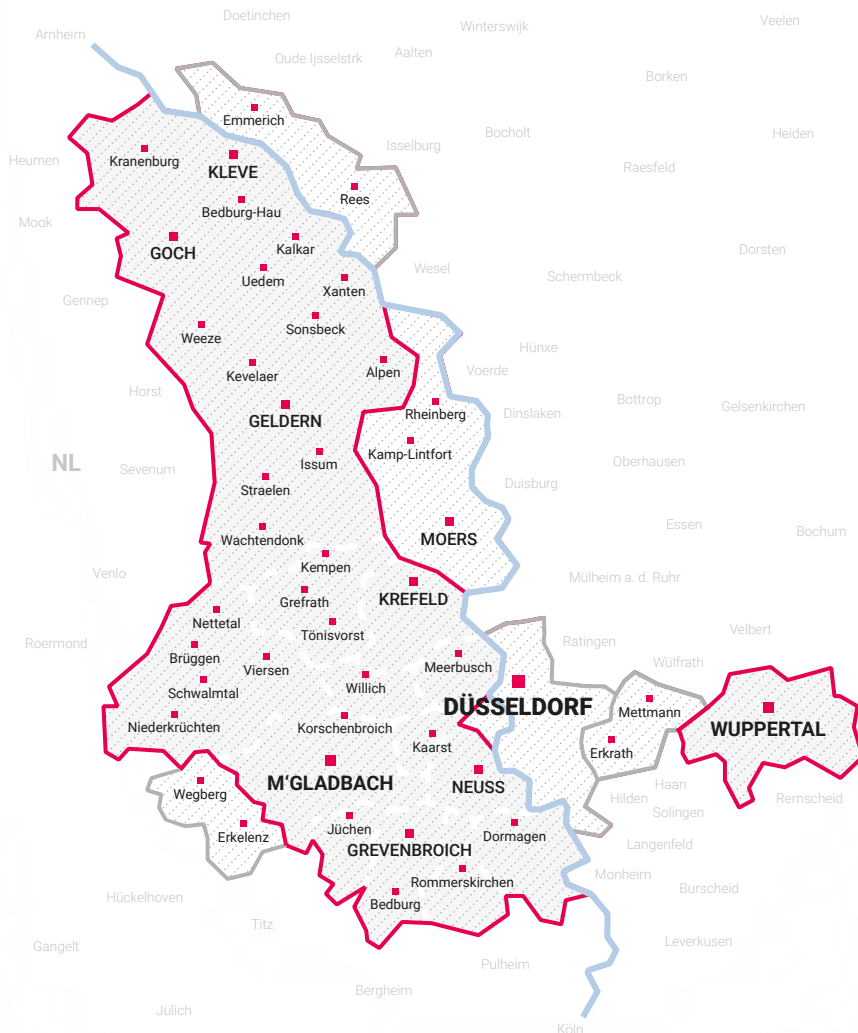 Doetinchem
Veelen
Winterswijk
Arnheim
Aalten
Oude Ijsselstrk
Borken
Emmerich
Bocholt
Heiden
Isselburg
Kranenburg
Heumen
KLEVE
Raesfeld
Rees
Bedburg-Hau
Mook
Kalkar
GOCH
Dorsten
Wesel
Uedem
Schermbeck
Xanten
Gennep
Sonsbeck
Weeze
Hünxe
Kevelaer
Alpen
Voerde
Horst
Bottrop
Gelsenkirchen
Rheinberg
Dinslaken
GELDERN
Kamp-Lintfort
NL
Issum
Oberhausen
Sevenum
Duisburg
Straelen
Essen
Bochum
Wachtendonk
MOERS
Kempen
Venlo
Mülheim a. d. Ruhr
KREFELD
Grefrath
Nettetal
Velbert
Tönisvorst
Roermond
Ratingen
Brüggen
Viersen
Meerbusch
Wülfrath
Willich
Schwalmtal
DÜSSELDORF
Mettmann
Niederkrüchten
Korschenbroich
WUPPERTAL
Kaarst
Erkrath
M‘GLADBACH
NEUSS
Haan
Wegberg
Hilden
Remscheid
Solingen
Jüchen
Erkelenz
Dormagen
GREVENBROICH
Langenfeld
Monheim
Rommerskirchen
Burscheid
Hückelhoven
Bedburg
Titz
Gangelt
Leverkusen
Pulheim
Bergheim
Jülich
Köln